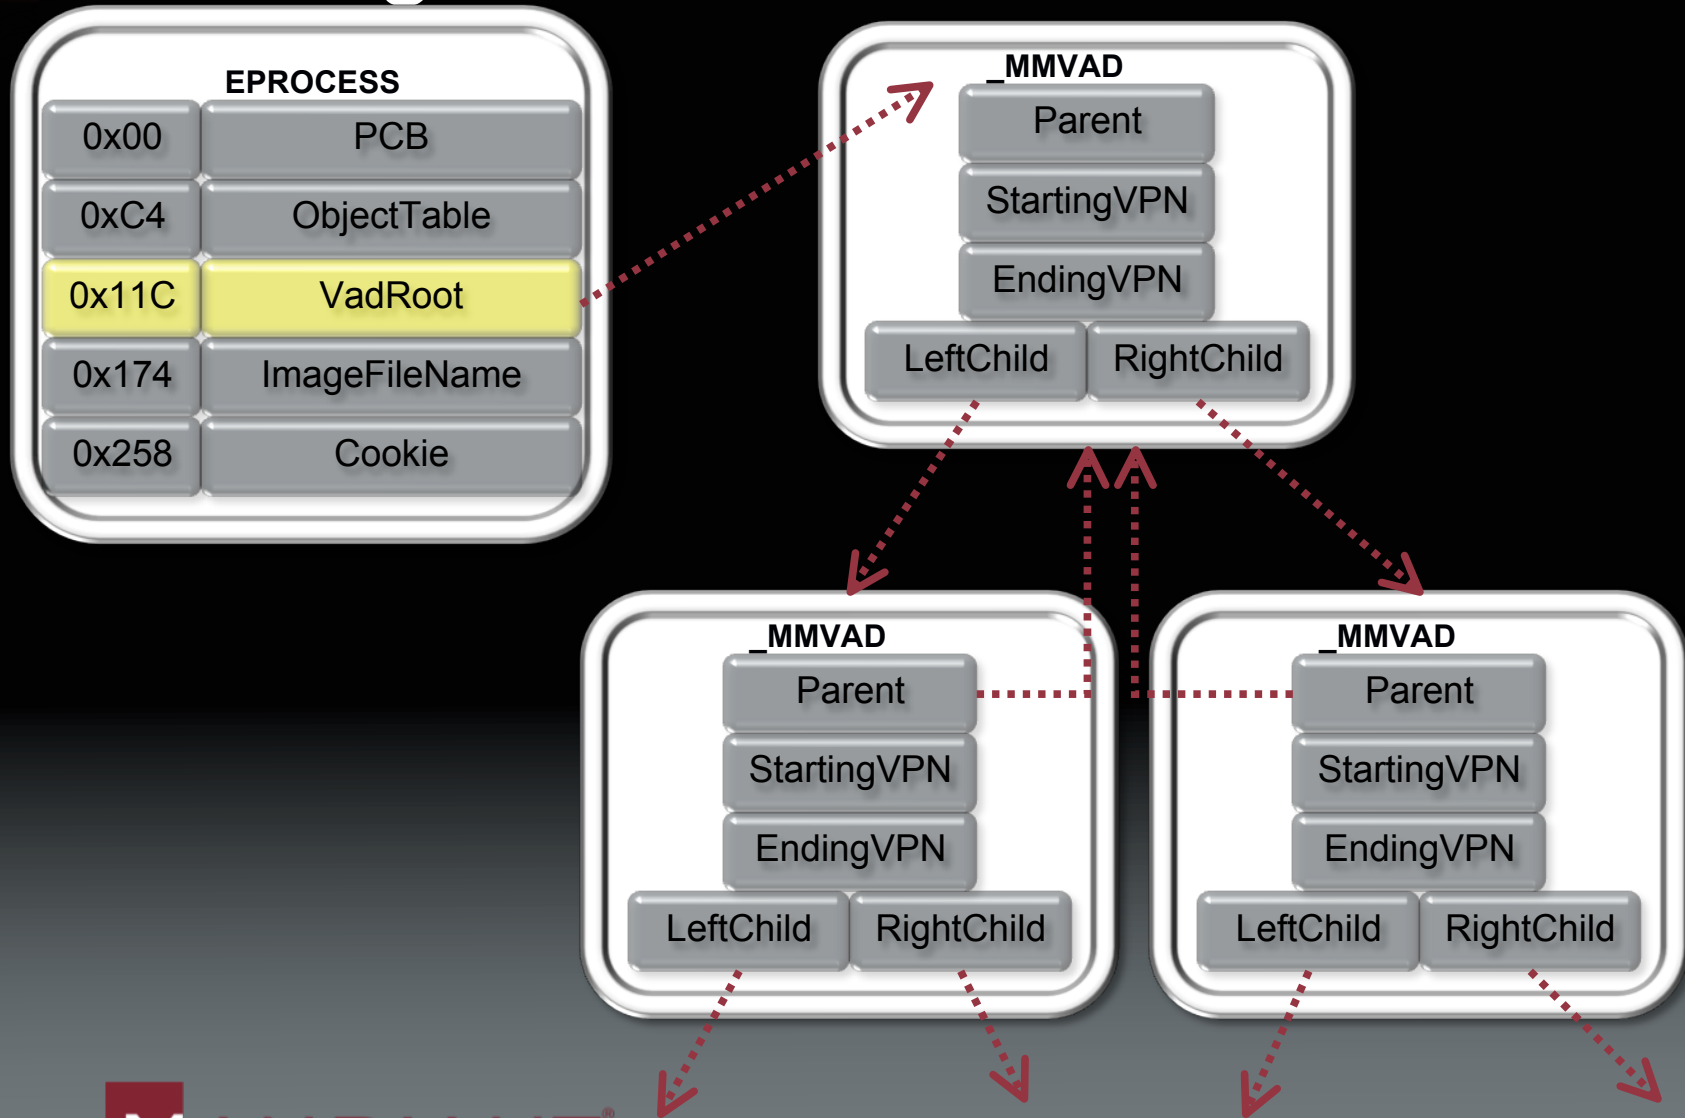 EPROCESS
0x00 PCB
0xC4 ObjectTable
0x11C VadRoot
0x174 ImageFileName
0x258 Cookie
_MMVAD
Parent
StartingVPN
EndingVPN
LeftChild RightChild
_MMVAD
Parent
StartingVPN
EndingVPN
LeftChild RightChild
_MMVAD
Parent
StartingVPN
EndingVPN
LeftChild RightChild